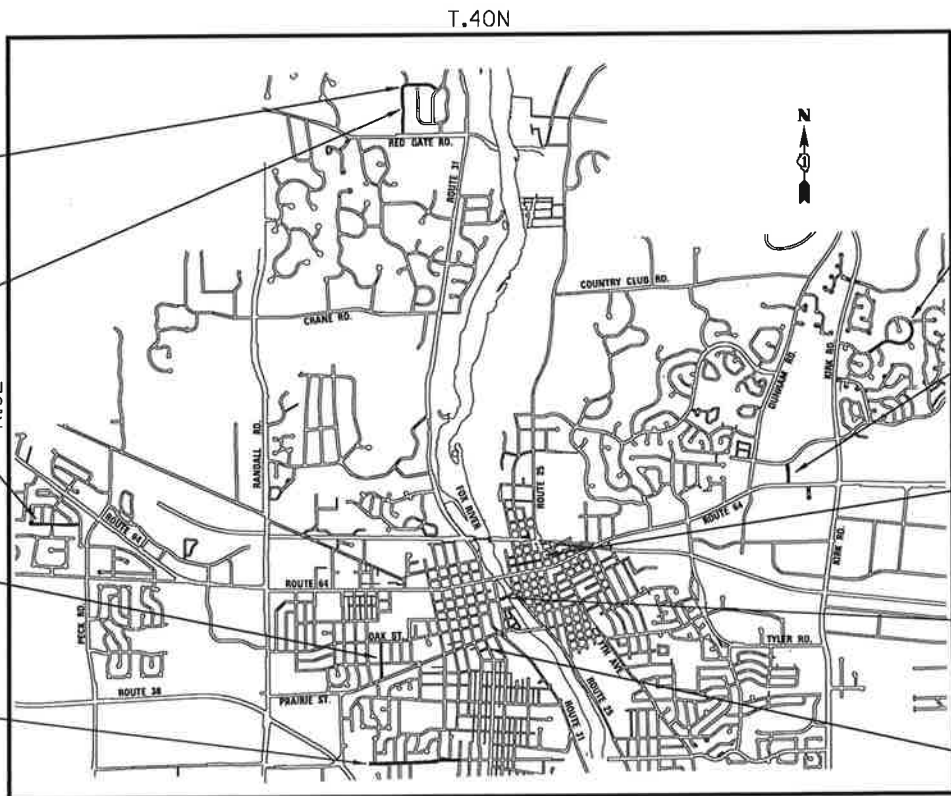 T.40N
N
RED GATE RD.
ROUTE 31
COUNTRY CLUB RD.
CRANE RD.
DUNHAM RD.
KIRK RD
RANDALL RD.
ROUTE 25
FOX RIVER
ROUTE 64
ROUTE 64
KIRK RD.
ROUTE 64
PECK RD.
OAK ST.
7TH AVE
TYLER RD.
ROUTE 38
PRAIRIE ST.
ROUTE 25
ROUTE 31